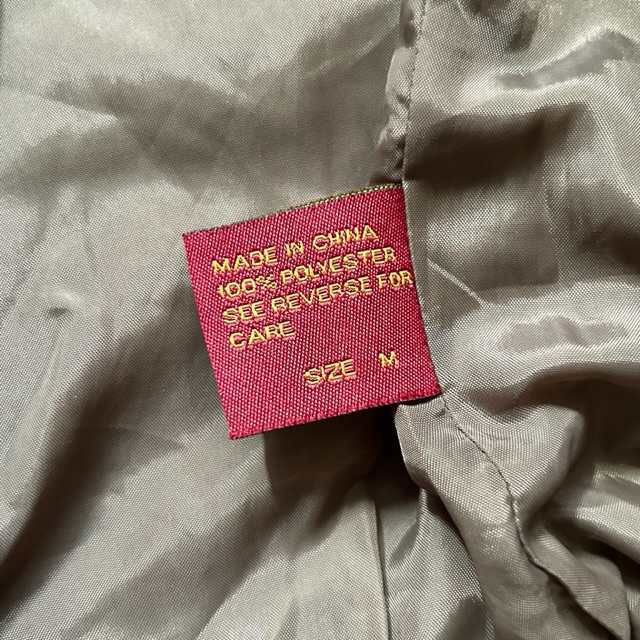 MADE IN CHINA
100% POLYESTER
SEE REVERSE FOR
CARE
SIZE M